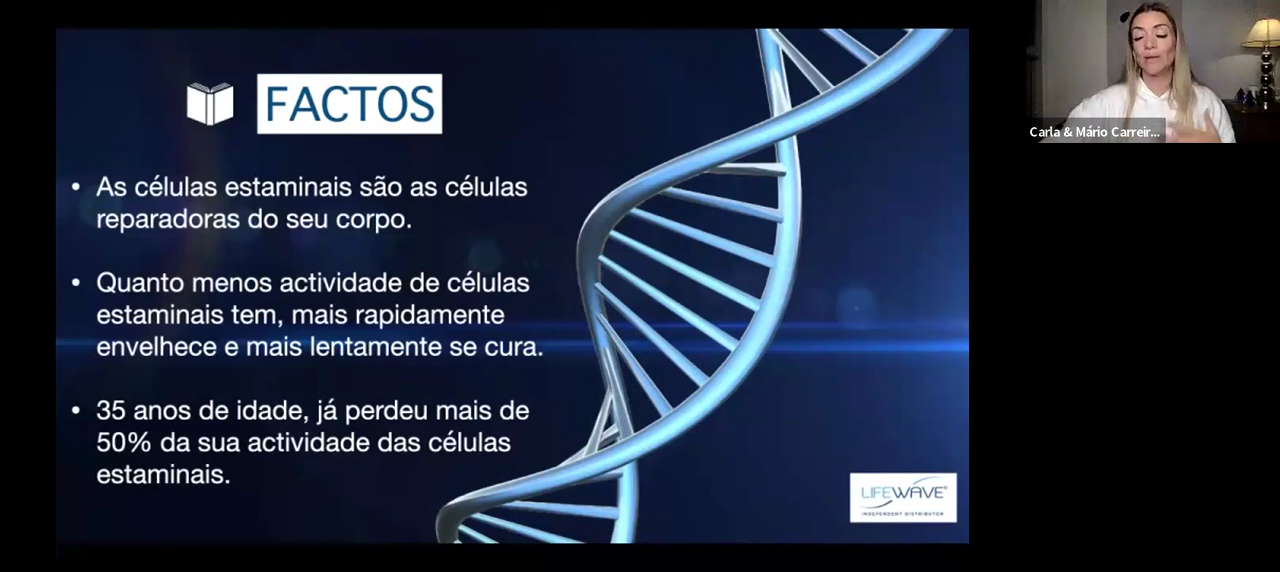 FACTOS
• As células estaminais são as células
reparadoras do seu corpo.
• Quanto menos actividade de células
estaminais tem, mais rapidamente
envelhece e mais lentamente se cura.
• 35 anos de idade, já perdeu mais de
50% da sua actividade das células
estaminais.
LIFEWAVE®
INDEPENDENT DISTRIBUTOR
Carla & Mário Carreir...